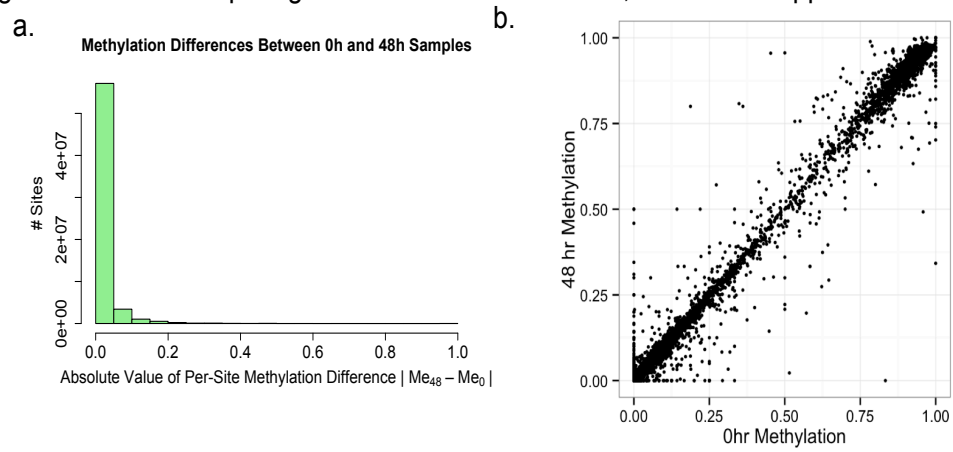 a.
Methylation Differences Between 0h and 48h Samples
# Sites
0e+00 2e+07 4e+07
0.0 0.2 0.4 0.6 0.8 1.0
Absolute Value of Per-Site Methylation Difference | Me48 – Me0 |
b.
48 hr Methylation
1.00
0.75
0.50
0.25
0.00
0.00 0.25 0.50 0.75 1.00
0hr Methylation